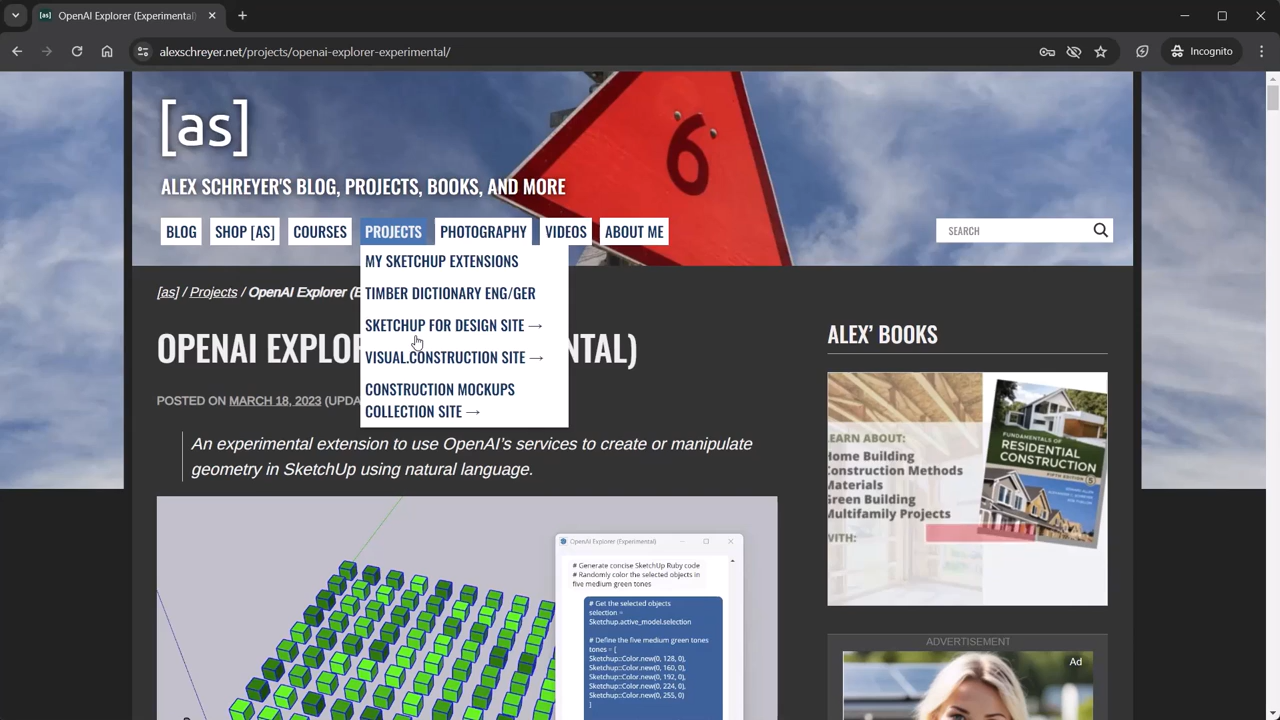 [as] OpenAI Explorer (Experimental)
alexschreyer.net/projects/openai-explorer-experimental/
Incognito
[as]
6
ALEX SCHREYER'S BLOG, PROJECTS, BOOKS, AND MORE
BLOG SHOP [AS] COURSES PROJECTS PHOTOGRAPHY VIDEOS ABOUT ME
SEARCH
MY SKETCHUP EXTENSIONS
TIMBER DICTIONARY ENG/GER
SKETCHUP FOR DESIGN SITE →
VISUAL.CONSTRUCTION SITE →
CONSTRUCTION MOCKUPS
COLLECTION SITE →
[as] / Projects / OpenAI Explorer (E
OPENAI EXPLOR NTAL)
POSTED ON MARCH 18, 2023 (UPDA
An experimental extension to use OpenAI's services to create or manipulate
geometry in SketchUp using natural language.
OpenAI Explorer (Experimental)
# Generate concise SketchUp Ruby code
# Randomly color the selected objects in
five medium green tones
# Get the selected objects
selection =
Sketchup.active_model.selection
# Define the five medium green tones
tones = [
Sketchup::Color.new(0, 128, 0),
Sketchup::Color.new(0, 160, 0),
Sketchup::Color.new(0, 192, 0),
Sketchup::Color.new(0, 224, 0),
Sketchup::Color.new(0, 255, 0)
]
ALEX' BOOKS
LEARN ABOUT:
Home Building
Construction Methods
Materials
Green Building
Multifamily Projects
WITH:
FUNDAMENTALS OF
RESIDENTIAL
CONSTRUCTION
FIFTH EDITION
ADVERTISEMENT
Ad